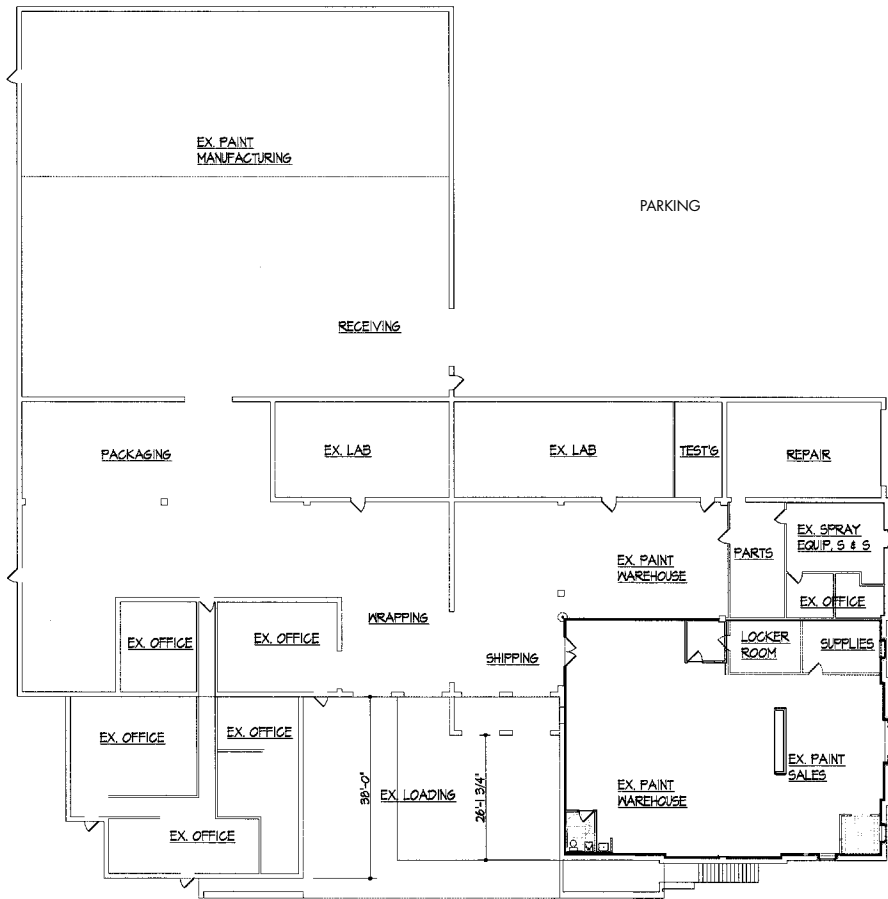 EX. PAINT
MANUFACTURING
PARKING
RECEIVING
PACKAGING
EX. LAB
EX. LAB
TEST'G
REPAIR
EX. SPRAY
EQUIP, S & S
PARTS
EX. PAINT
WAREHOUSE
EX. OFFICE
WRAPPING
EX. OFFICE
EX. OFFICE
SHIPPING
LOCKER
ROOM
SUPPLIES
EX. OFFICE
EX. OFFICE
EX. PAINT
SALES
38'-0"
26'-1 3/4"
EX. LOADING
EX. PAINT
WAREHOUSE
EX. OFFICE